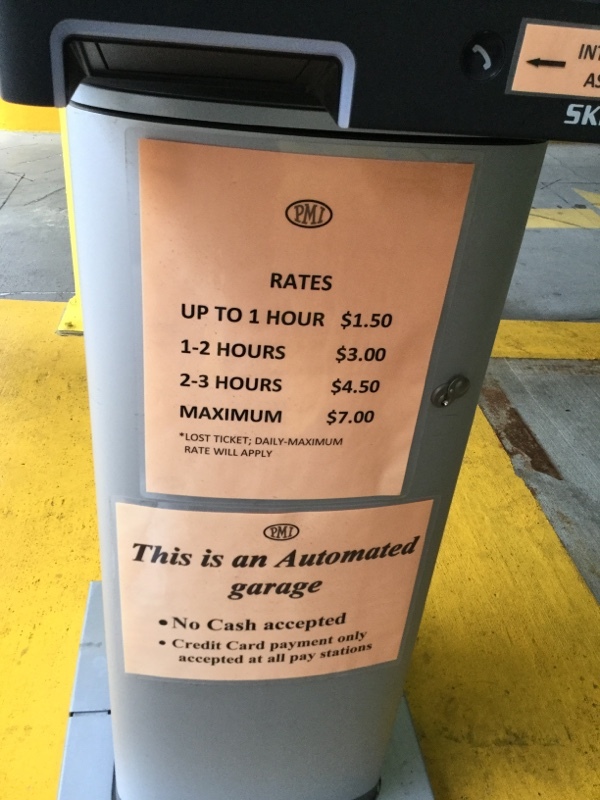 SK
PMI
RATES
UP TO 1 HOUR $1.50
1-2 HOURS $3.00
2-3 HOURS $4.50
MAXIMUM $7.00
*LOST TICKET; DAILY-MAXIMUM
RATE WILL APPLY
PMI
This is an Automated
garage
• No Cash accepted
• Credit Card payment only
accepted at all pay stations